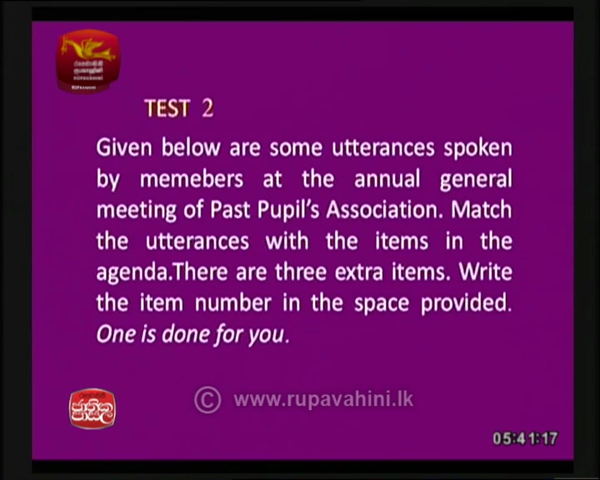 TEST 2
Given below are some utterances spoken
by memebers at the annual general
meeting of Past Pupil's Association. Match
the utterances with the items in the
agenda.There are three extra items. Write
the item number in the space provided.
One is done for you.
© www.rupavahini.lk
05:41:17